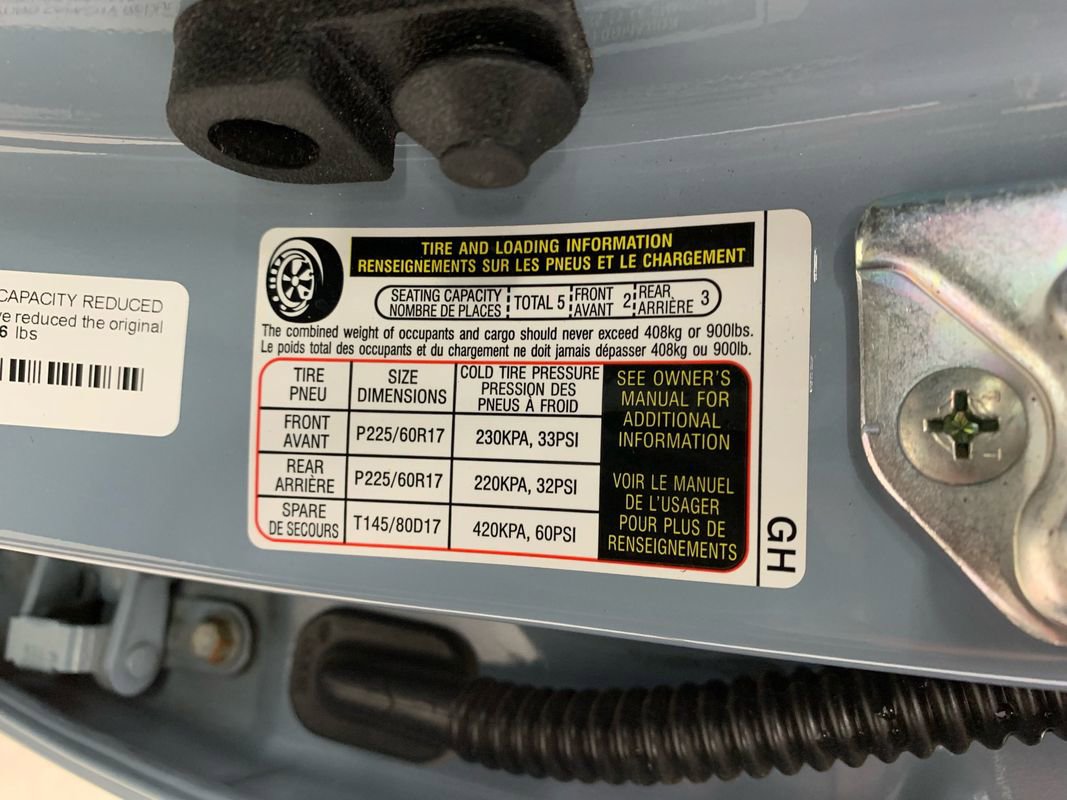 CAPACITY REDUCED
reduced the original
6 lbs
TIRE AND LOADING INFORMATION
RENSEIGNEMENTS SUR LES PNEUS ET LE CHARGEMENT
SEATING CAPACITY
NOMBRE DE PLACES
TOTAL 5
FRONT
AVANT
2
REAR
ARRIÈRE
3
The combined weight of occupants and cargo should never exceed 408kg or 900lbs.
Le poids total des occupants et du chargement ne doit jamais dépasser 408kg ou 900lb.
TIRE
PNEU
SIZE
DIMENSIONS
COLD TIRE PRESSURE
PRESSION DES
PNEUS À FROID
FRONT
AVANT
P225/60R17
230KPA, 33PSI
REAR
ARRIÈRE
P225/60R17
220KPA, 32PSI
SPARE
DE SECOURS
T145/80D17
420KPA, 60PSI
SEE OWNER'S
MANUAL FOR
ADDITIONAL
INFORMATION
VOIR LE MANUEL
DE L'USAGER
POUR PLUS DE
RENSEIGNEMENTS
GH